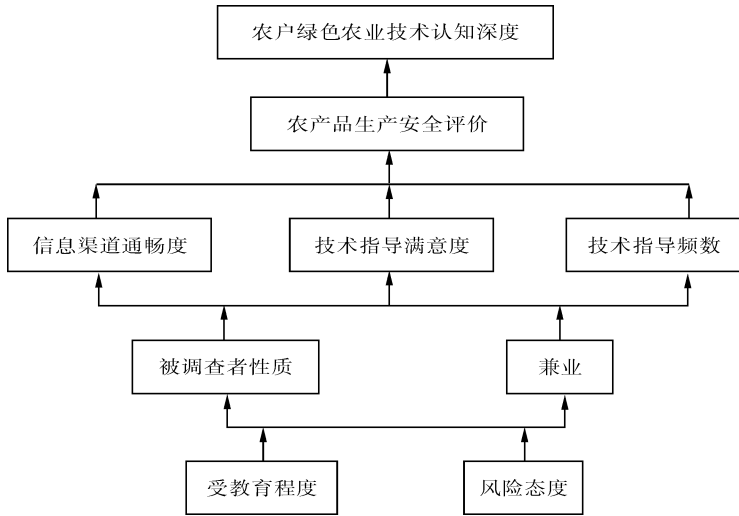 农户绿色农业技术认知深度
农产品生产安全评价
信息渠道通畅度
技术指导满意度
技术指导频数
被调查者性质
兼业
受教育程度
风险态度